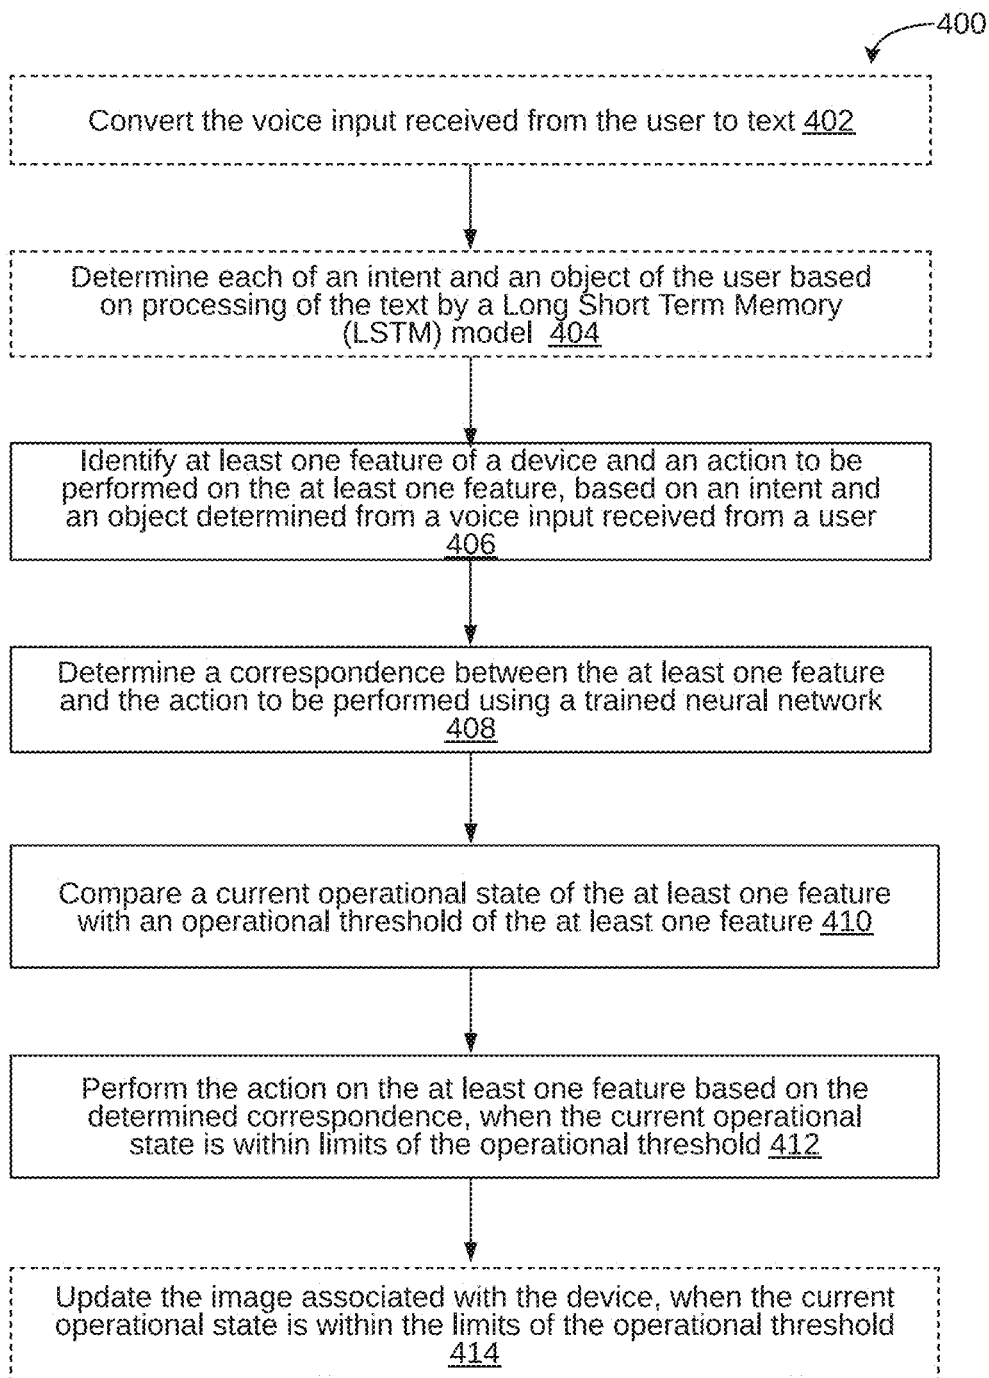 400
Convert the voice input received from the user to text 402
Determine each of an intent and an object of the user based
on processing of the text by a Long Short Term Memory
(LSTM) model 404
Identify at least one feature of a device and an action to be
performed on the at least one feature, based on an intent and
an object determined from a voice input received from a user
406
Determine a correspondence between the at least one feature
and the action to be performed using a trained neural network
408
Compare a current operational state of the at least one feature
with an operational threshold of the at least one feature 410
Perform the action on the at least one feature based on the
determined correspondence, when the current operational
state is within limits of the operational threshold 412
Update the image associated with the device, when the current
operational state is within the limits of the operational threshold
414